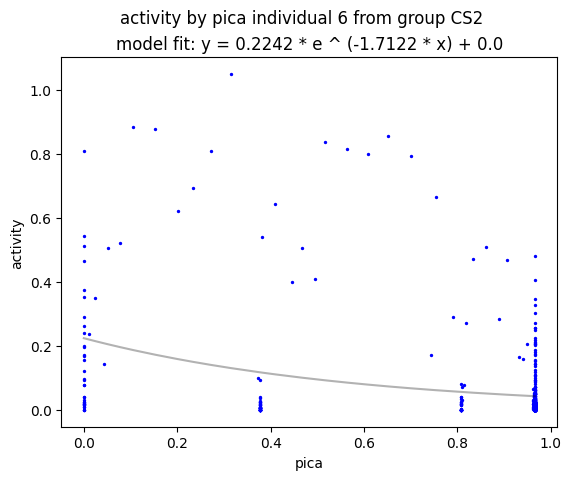 activity by pica individual 6 from group CS2
model fit: y = 0.2242 * e ^ (-1.7122 * x) + 0.0
1.0
0.8
0.6
0.4
0.2
0.0
activity
0.0 0.2 0.4 0.6 0.8 1.0
pica